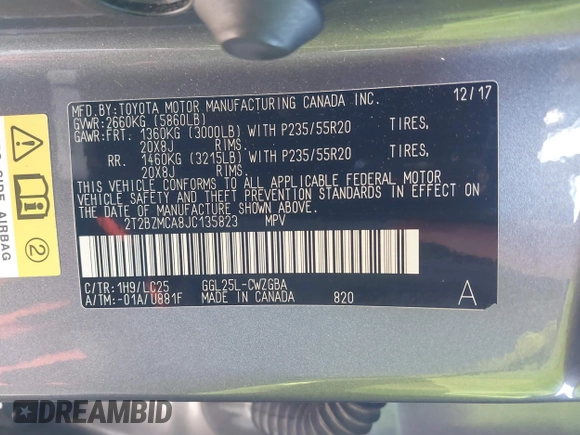 MFD. BY: TOYOTA MOTOR MANUFACTURING CANADA INC. 12/17
GVWR: 2660KG (5860LB)
GAWR: FRT. 1360KG (3000LB) WITH P235/55R20 TIRES,
20X8J RIMS.
RR. 1460KG (3215LB) WITH P235/55R20 TIRES,
20X8J RIMS.
THIS VEHICLE CONFORMS TO ALL APPLICABLE FEDERAL MOTOR
VEHICLE SAFETY AND THEFT PREVENTION STANDARDS IN EFFECT ON
THE DATE OF MANUFACTURE SHOWN ABOVE.
2T2BZMCA8JC135823 MPV
C/TR: 1H9/LC25 GGL25L-CWZGBA
A/TM: -01A/U881F MADE IN CANADA 820 A
SIDE AIRBAG
2
DREAMBID